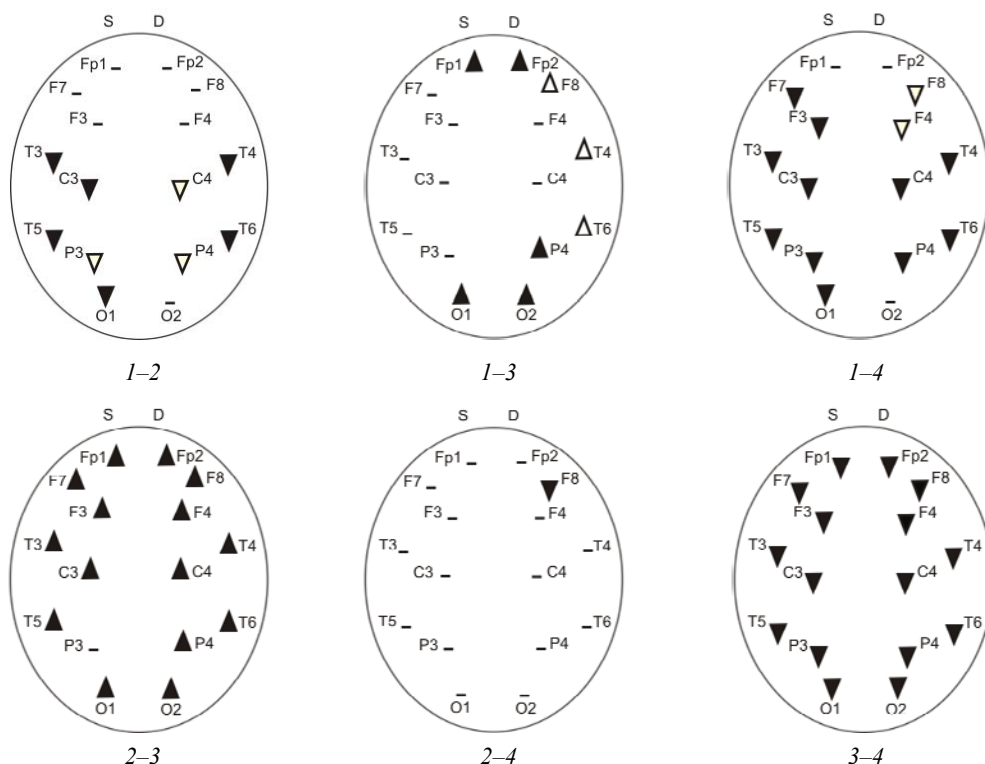 S D
Fp1 Fp2
F7 F8
F3 F4
T3 T4
C3 C4
T5 T6
P3 P4
O1 O2
1–2
S D
Fp1 Fp2
F7 F8
F3 F4
T3 T4
C3 C4
T5 T6
P3 P4
O1 O2
1–3
S D
Fp1 Fp2
F7 F8
F3 F4
T3 T4
C3 C4
T5 T6
P3 P4
O1 O2
1–4
S D
Fp1 Fp2
F7 F8
F3 F4
T3 T4
C3 C4
T5 T6
P3 P4
O1 O2
2–3
S D
Fp1 Fp2
F7 F8
F3 F4
T3 T4
C3 C4
T5 T6
P3 P4
O1 O2
2–4
S D
Fp1 Fp2
F7 F8
F3 F4
T3 T4
C3 C4
T5 T6
P3 P4
O1 O2
3–4